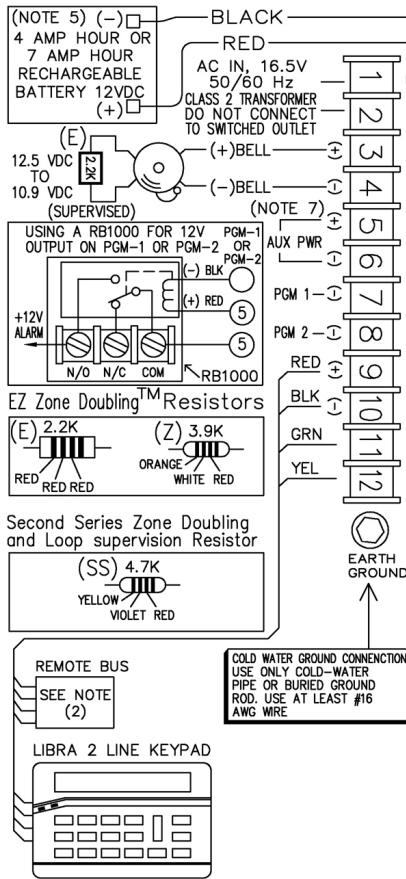 (NOTE 5) (-)
4 AMP HOUR OR
7 AMP HOUR
RECHARGEABLE
BATTERY 12VDC
(+)
BLACK
RED
AC IN, 16.5V
50/60 Hz
CLASS 2 TRANSFORMER
DO NOT CONNECT
TO SWITCHED OUTLET
(E)
2.2K
12.5 VDC
TO
10.9 VDC
(SUPERVISED)
(+)BELL
(-)BELL
(NOTE 7)
AUX PWR
PGM 1
PGM 2
RED
BLK
GRN
YEL
+
-
+
-
-
-
+
-
1
2
3
4
5
6
7
8
9
10
11
12
EARTH
GROUND
USING A RB1000 FOR 12V
OUTPUT ON PGM-1 OR PGM-2
PGM-1
OR
PGM-2
(-) BLK
(+) RED
5
5
+12V
ALARM
N/O N/C COM
RB1000
EZ Zone Doubling™ Resistors
(E) 2.2K
RED
RED RED
(Z) 3.9K
ORANGE
WHITE RED
Second Series Zone Doubling
and Loop supervision Resistor
(SS) 4.7K
YELLOW
VIOLET RED
COLD WATER GROUND CONNENCTION
USE ONLY COLD-WATER
PIPE OR BURIED GROUND
ROD. USE AT LEAST #16
AWG WIRE
REMOTE BUS
SEE NOTE
(2)
LIBRA 2 LINE KEYPAD